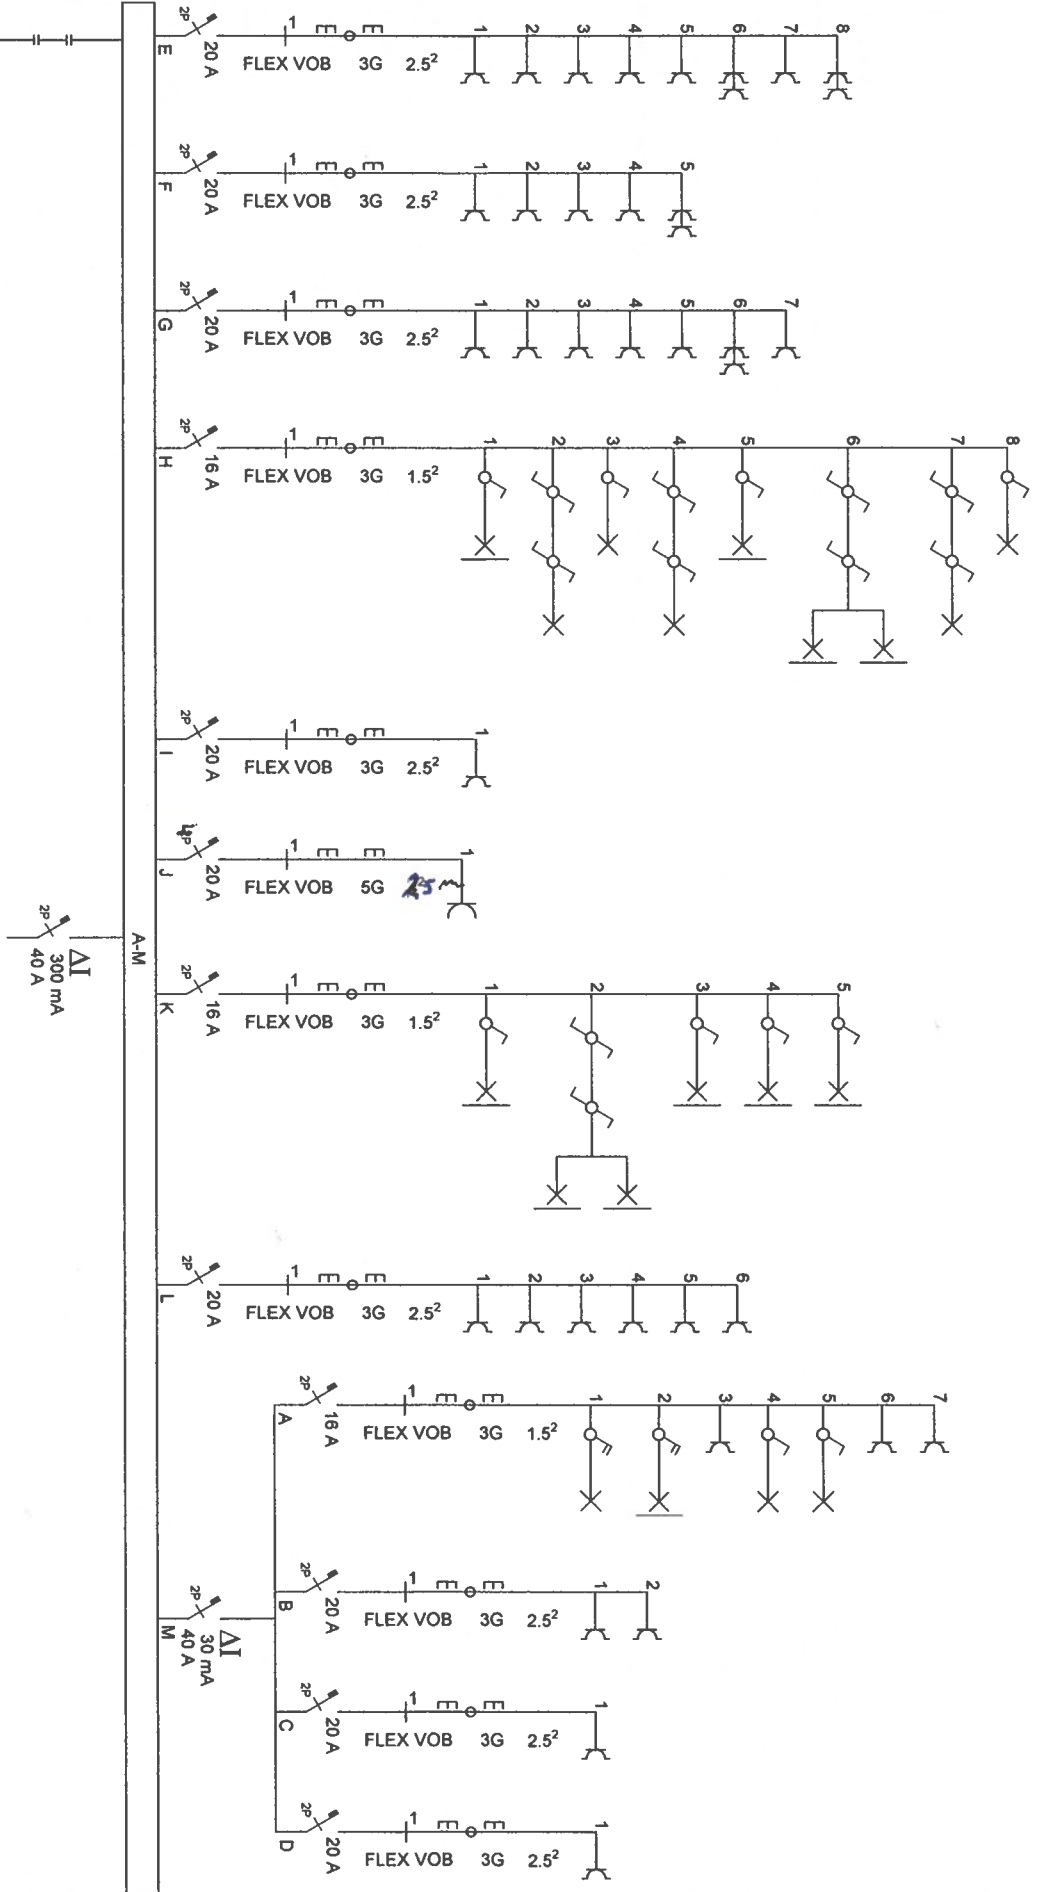 E
2P
20 A
1
FLEX VOB 3G 2.5²
1 2 3 4 5 6 7 8
F
2P
20 A
1
FLEX VOB 3G 2.5²
1 2 3 4 5
G
2P
20 A
1
FLEX VOB 3G 2.5²
1 2 3 4 5 6 7
H
2P
16 A
1
FLEX VOB 3G 1.5²
1 2 3 4 5 6 7 8
I
2P
20 A
1
FLEX VOB 3G 2.5²
1
J
20 A
1
FLEX VOB 5G
1
A-M
2P
ΔI
300 mA
40 A
K
2P
16 A
1
FLEX VOB 3G 1.5²
1 2 3 4 5
L
2P
20 A
1
FLEX VOB 3G 2.5²
1 2 3 4 5 6
A
2P
16 A
1
FLEX VOB 3G 1.5²
1 2 3 4 5 6 7
B
2P
20 A
1
FLEX VOB 3G 2.5²
1 2
M
2P
ΔI
30 mA
40 A
C
2P
20 A
1
FLEX VOB 3G 2.5²
1
D
2P
20 A
1
FLEX VOB 3G 2.5²
1